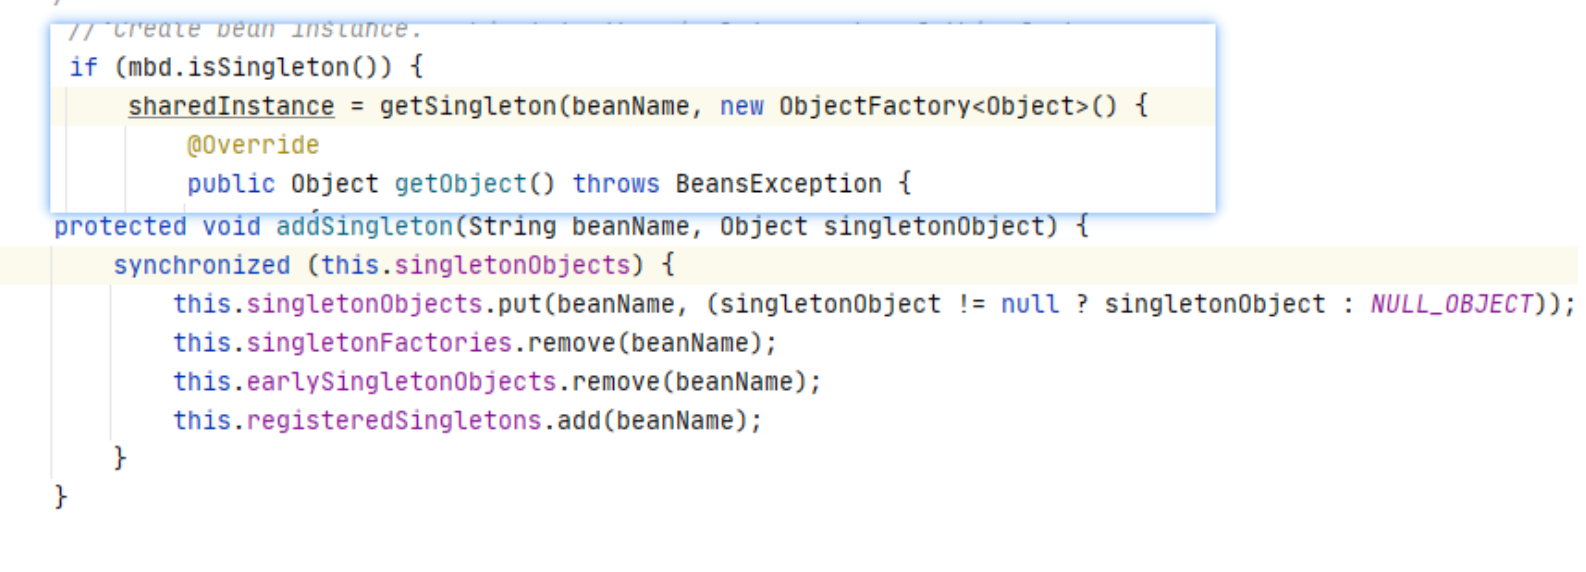 // Create bean instance.
if (mbd.isSingleton()) {
sharedInstance = getSingleton(beanName, new ObjectFactory<Object>() {
@Override
public Object getObject() throws BeansException {
protected void addSingleton(String beanName, Object singletonObject) {
synchronized (this.singletonObjects) {
this.singletonObjects.put(beanName, (singletonObject != null ? singletonObject : NULL_OBJECT));
this.singletonFactories.remove(beanName);
this.earlySingletonObjects.remove(beanName);
this.registeredSingletons.add(beanName);
}
}